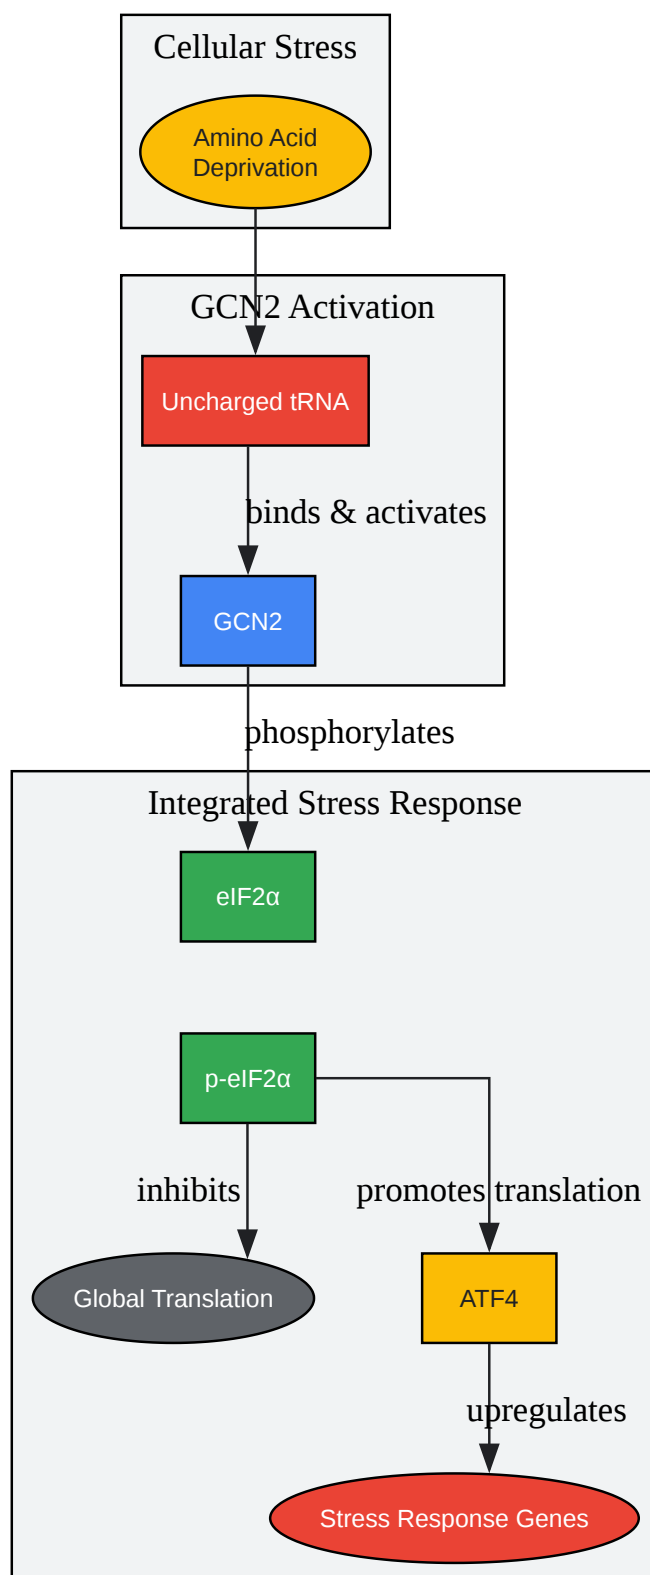 Cellular Stress
Amino Acid
Deprivation
GCN2 Activation
Uncharged tRNA
binds & activates
GCN2
phosphorylates
Integrated Stress Response
eIF2α
p-eIF2α
inhibits
promotes translation
Global Translation
ATF4
upregulates
Stress Response Genes